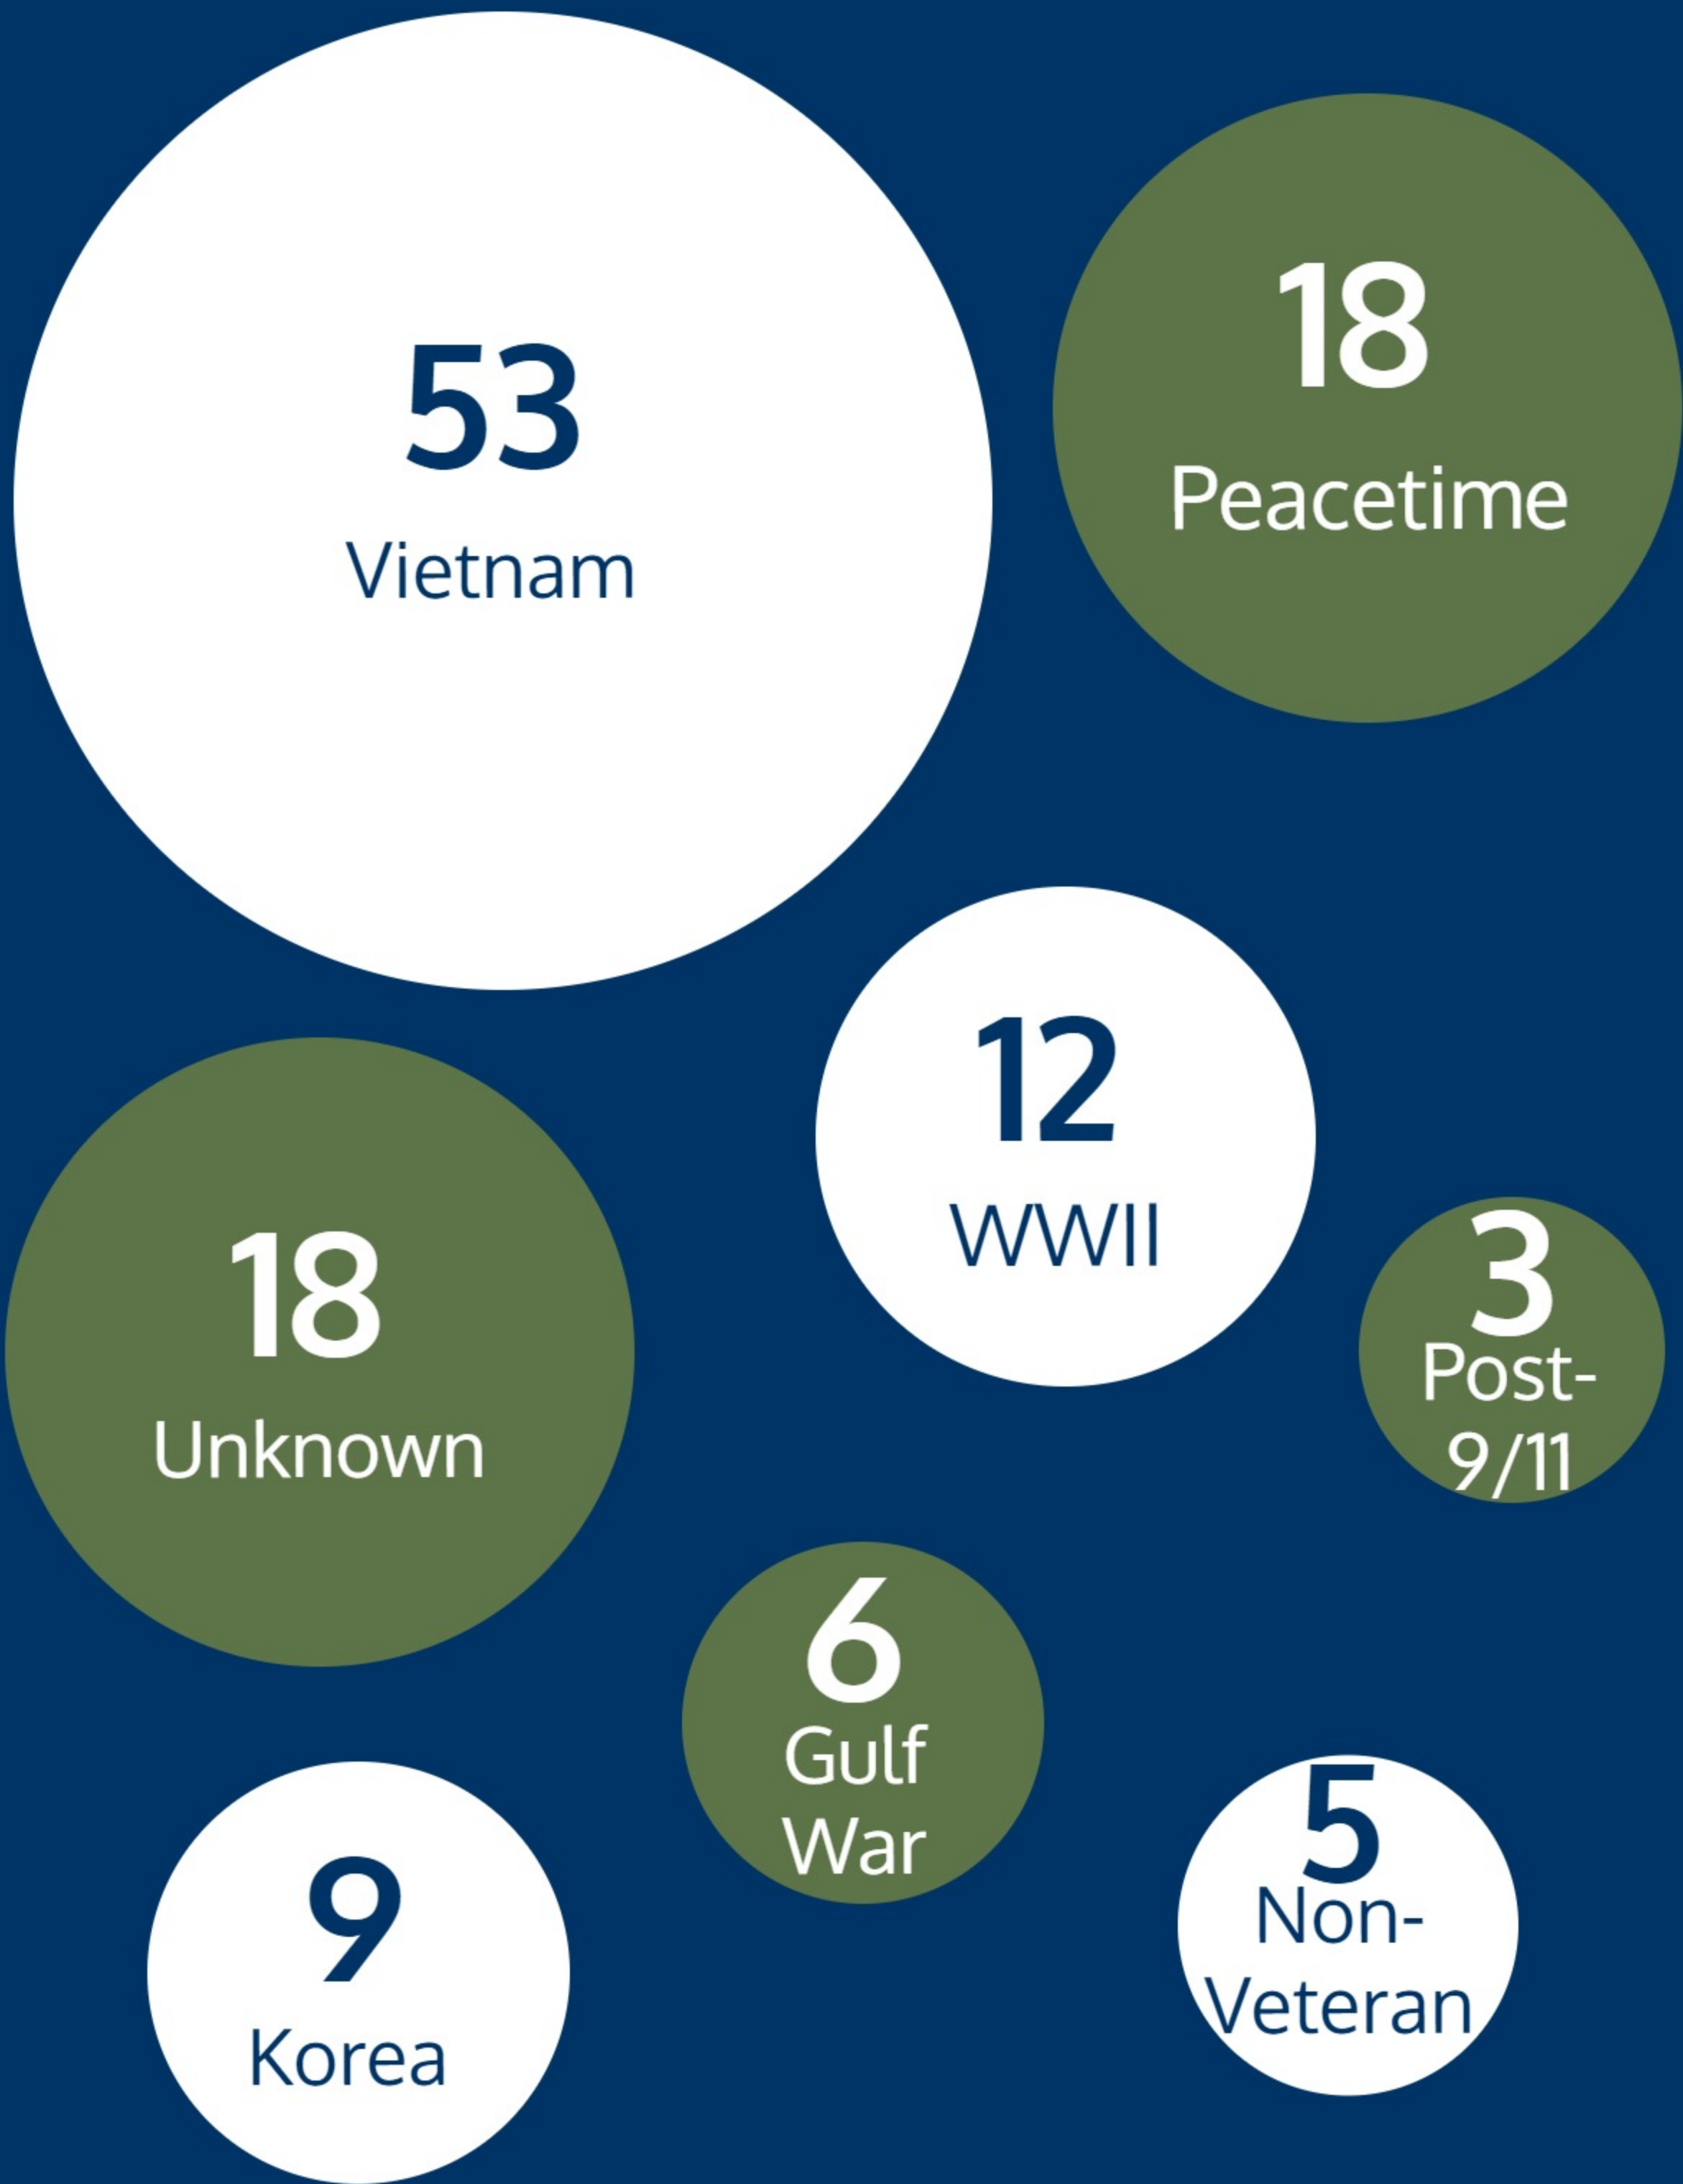 53
Vietnam
18
Peacetime
12
WWII
18
Unknown
3
Post-
9/11
6
Gulf
War
5
Non-
Veteran
9
Korea